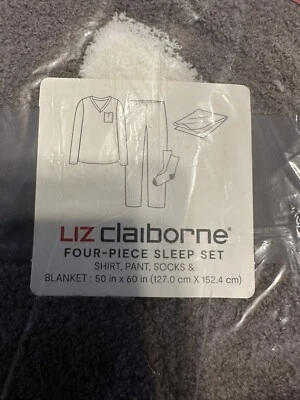 LIZ claiborne®
FOUR-PIECE SLEEP SET
SHIRT, PANT, SOCKS &
BLANKET : 50 in x 60 in (127.0 cm X 152.4 cm)